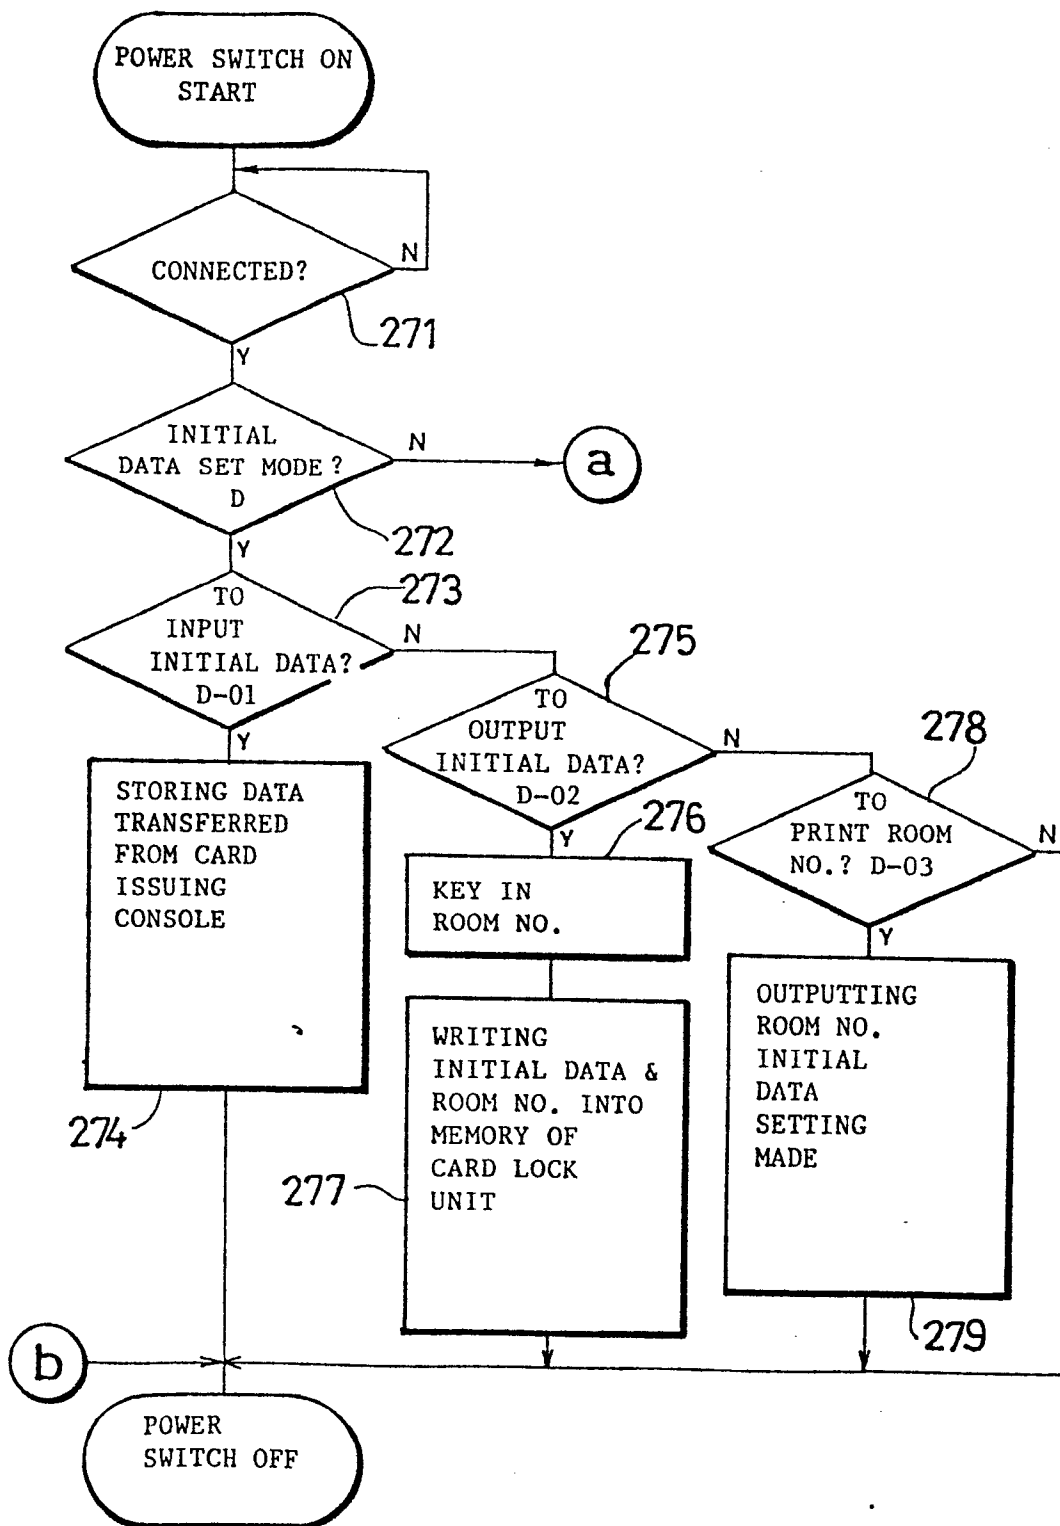 POWER SWITCH ON
START
CONNECTED?
N
271
Y
INITIAL
DATA SET MODE?
D
N
a
272
Y
273
TO
INPUT
INITIAL DATA?
D-01
N
Y
275
TO
OUTPUT
INITIAL DATA?
D-02
N
Y
278
TO
PRINT ROOM
NO.? D-03
N
Y
STORING DATA
TRANSFERRED
FROM CARD
ISSUING
CONSOLE
274
276
KEY IN
ROOM NO.
WRITING
INITIAL DATA &
ROOM NO. INTO
MEMORY OF
CARD LOCK
UNIT
277
OUTPUTTING
ROOM NO.
INITIAL
DATA
SETTING
MADE
279
b
POWER
SWITCH OFF